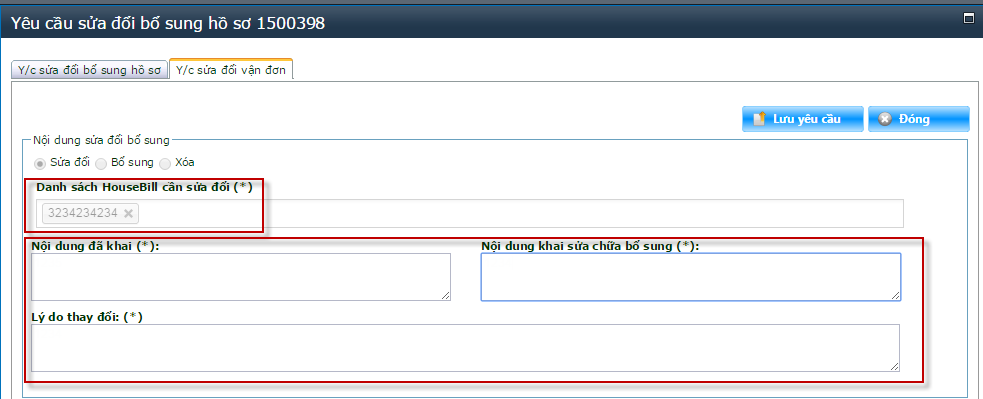 Yêu cầu sửa đổi bổ sung hồ sơ 1500398
Y/c sửa đổi bổ sung hồ sơ Y/c sửa đổi vận đơn
Lưu yêu cầu Đóng
Nội dung sửa đổi bổ sung
Sửa đổi Bổ sung Xóa
Danh sách HouseBill cần sửa đổi (*)
3234234234
Nội dung đã khai (*): Nội dung khai sửa chữa bổ sung (*):
Lý do thay đổi: (*)